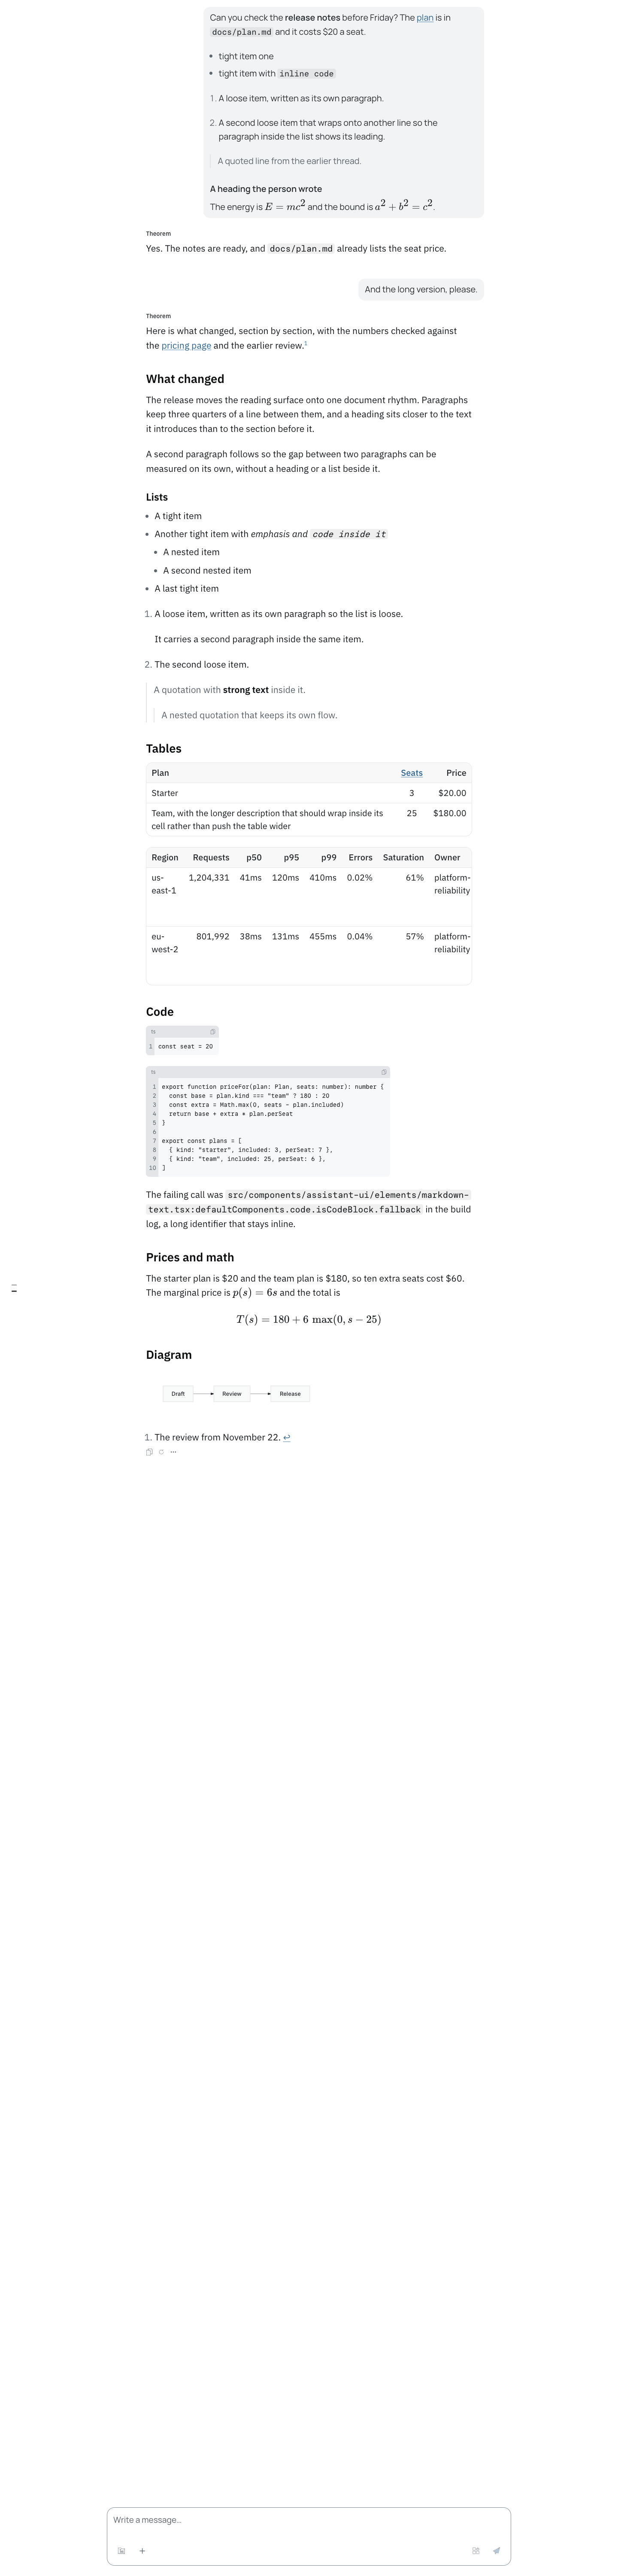 Can you check the release notes before Friday? The plan is in
docs/plan.md and it costs $20 a seat.
• tight item one
• tight item with inline code
1. A loose item, written as its own paragraph.
2. A second loose item that wraps onto another line so the
paragraph inside the list shows its leading.
A quoted line from the earlier thread.
A heading the person wrote
The energy is E = mc² and the bound is a² + b² = c².
Theorem
Yes. The notes are ready, and docs/plan.md already lists the seat price.
And the long version, please.
Theorem
Here is what changed, section by section, with the numbers checked against
the pricing page and the earlier review.¹
What changed
The release moves the reading surface onto one document rhythm. Paragraphs
keep three quarters of a line between them, and a heading sits closer to the text
it introduces than to the section before it.
A second paragraph follows so the gap between two paragraphs can be
measured on its own, without a heading or a list beside it.
Lists
• A tight item
• Another tight item with emphasis and code inside it
• A nested item
• A second nested item
• A last tight item
1. A loose item, written as its own paragraph so the list is loose.
It carries a second paragraph inside the same item.
2. The second loose item.
A quotation with strong text inside it.
A nested quotation that keeps its own flow.
Tables
Plan Seats Price
Starter 3 $20.00
Team, with the longer description that should wrap inside its 25 $180.00
cell rather than push the table wider
Region Requests p50 p95 p99 Errors Saturation Owner
us- 1,204,331 41ms 120ms 410ms 0.02% 61% platform-
east-1 reliability
eu- 801,992 38ms 131ms 455ms 0.04% 57% platform-
west-2 reliability
Code
ts
1 const seat = 20
ts
1 export function priceFor(plan: Plan, seats: number): number {
2 const base = plan.kind === "team" ? 180 : 20
3 const extra = Math.max(0, seats - plan.included)
4 return base + extra * plan.perSeat
5 }
6
7 export const plans = [
8 { kind: "starter", included: 3, perSeat: 7 },
9 { kind: "team", included: 25, perSeat: 6 },
10 ]
The failing call was src/components/assistant-ui/elements/markdown-
text.tsx:defaultComponents.code.isCodeBlock.fallback in the build
log, a long identifier that stays inline.
Prices and math
The starter plan is $20 and the team plan is $180, so ten extra seats cost $60.
The marginal price is p(s) = 6s and the total is
T(s) = 180 + 6 max(0, s − 25)
Diagram
Draft Review Release
1. The review from November 22. ↩
Write a message...